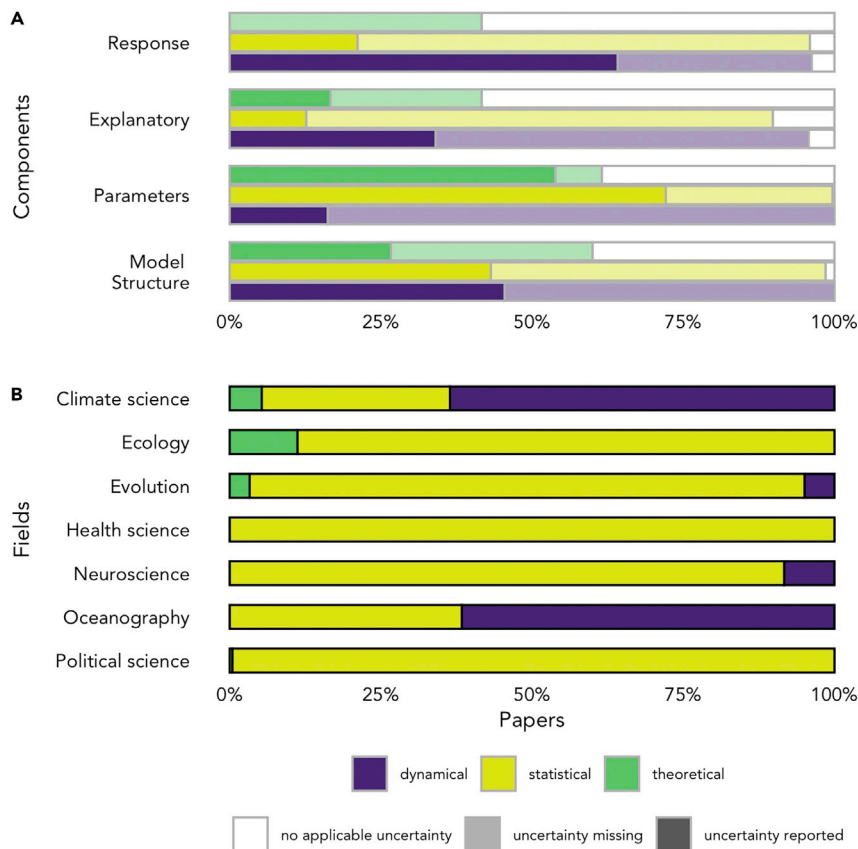 A
Components
Response
Explanatory
Parameters
Model
Structure
0% 25% 50% 75% 100%
B
Fields
Climate science
Ecology
Evolution
Health science
Neuroscience
Oceanography
Political science
0% 25% 50% 75% 100%
Papers
dynamical statistical theoretical
no applicable uncertainty uncertainty missing uncertainty reported